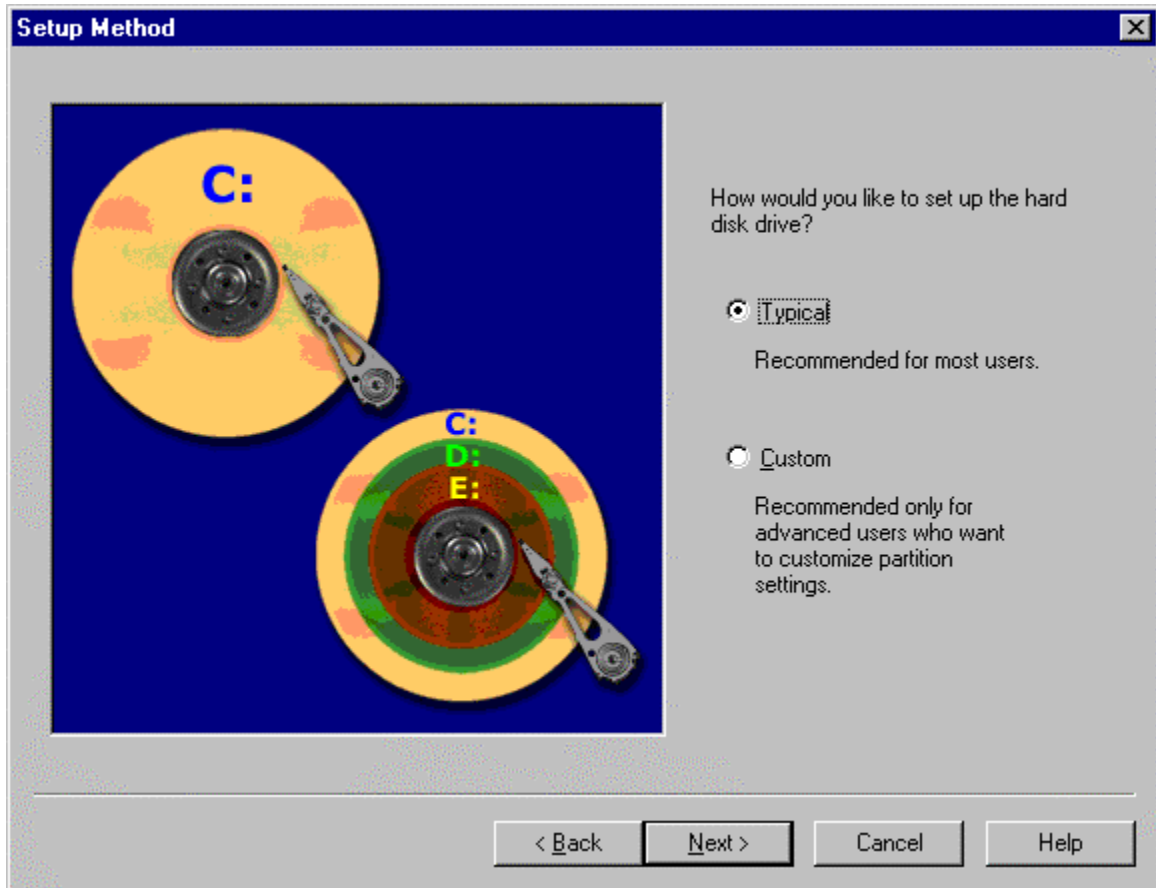 Setup Method
C:
C:
D:
E:
How would you like to set up the hard
disk drive?
Typical
Recommended for most users.
Custom
Recommended only for
advanced users who want
to customize partition
settings.
< Back
Next >
Cancel
Help